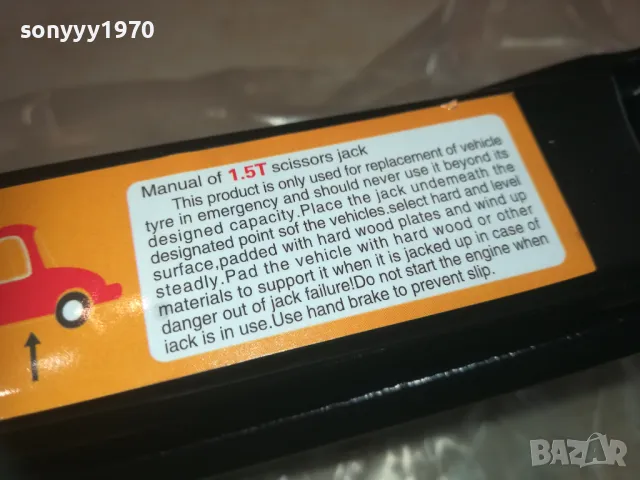 sonyyy1970
Manual of 1.5T scissors jack
This product is only used for replacement of vehicle
tyre in emergency and should never use it beyond its
designed capacity.Place the jack underneath the
designated point sof the vehicles.select hard and level
surface,padded with hard wood plates and wind up
steadly.Pad the vehicle with hard wood or other
materials to support it when it is jacked up in case of
danger out of jack failure!Do not start the engine when
iack is in use.Use hand brake to prevent slip.
BAZAR
bg